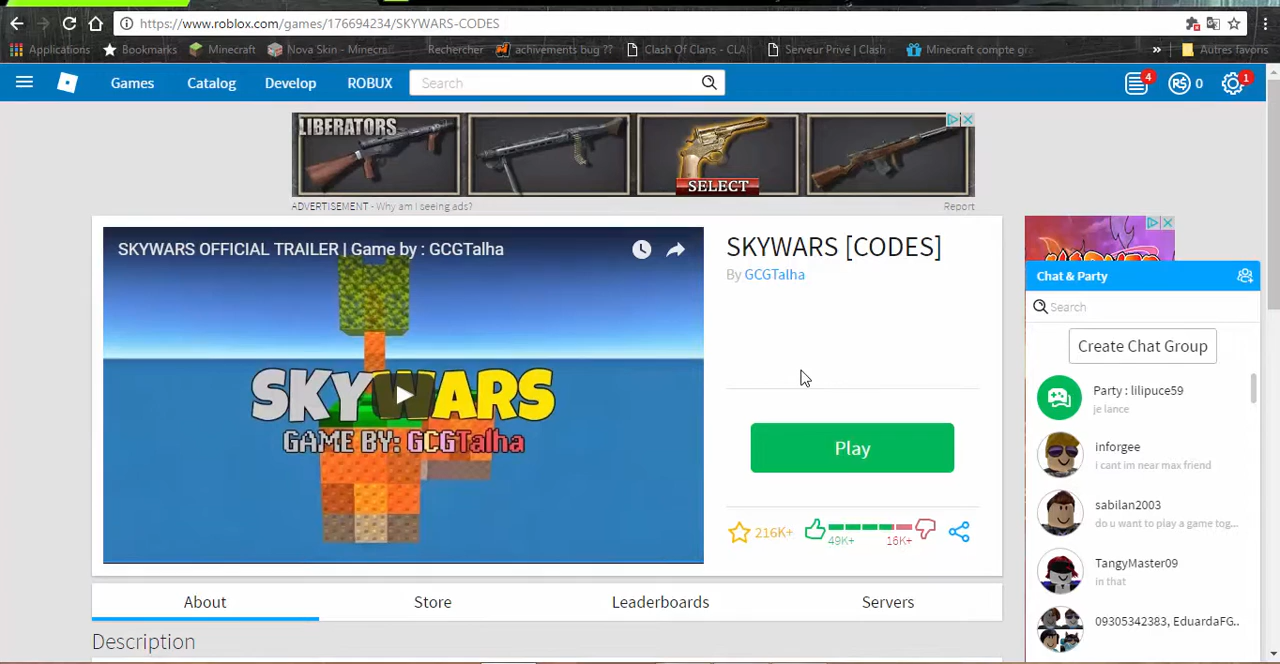 https://www.roblox.com/games/176694234/SKYWARS-CODES
Applications
Bookmarks
Minecraft
Nova Skin - Minecra
Rechercher
achivements bug ??
Clash Of Clans - CLA
Serveur Privé | Clash
Minecraft compte gra
»
Autres favoris
Games
Catalog
Develop
ROBUX
Search
4
R$ 0
1
LIBERATORS
SELECT
ADVERTISEMENT - Why am I seeing ads?
Report
SKYWARS OFFICIAL TRAILER | Game by : GCGTalha
SKYWARS
GAME BY: GCGTalha
SKYWARS [CODES]
By GCGTalha
Play
216K+
49K+
16K+
About
Store
Leaderboards
Servers
Description
Chat & Party
Search
Create Chat Group
Party : lilipuce59
je lance
inforgee
i cant im near max friend
sabilan2003
do u want to play a game tog...
TangyMaster09
in that
09305342383, EduardaFG..